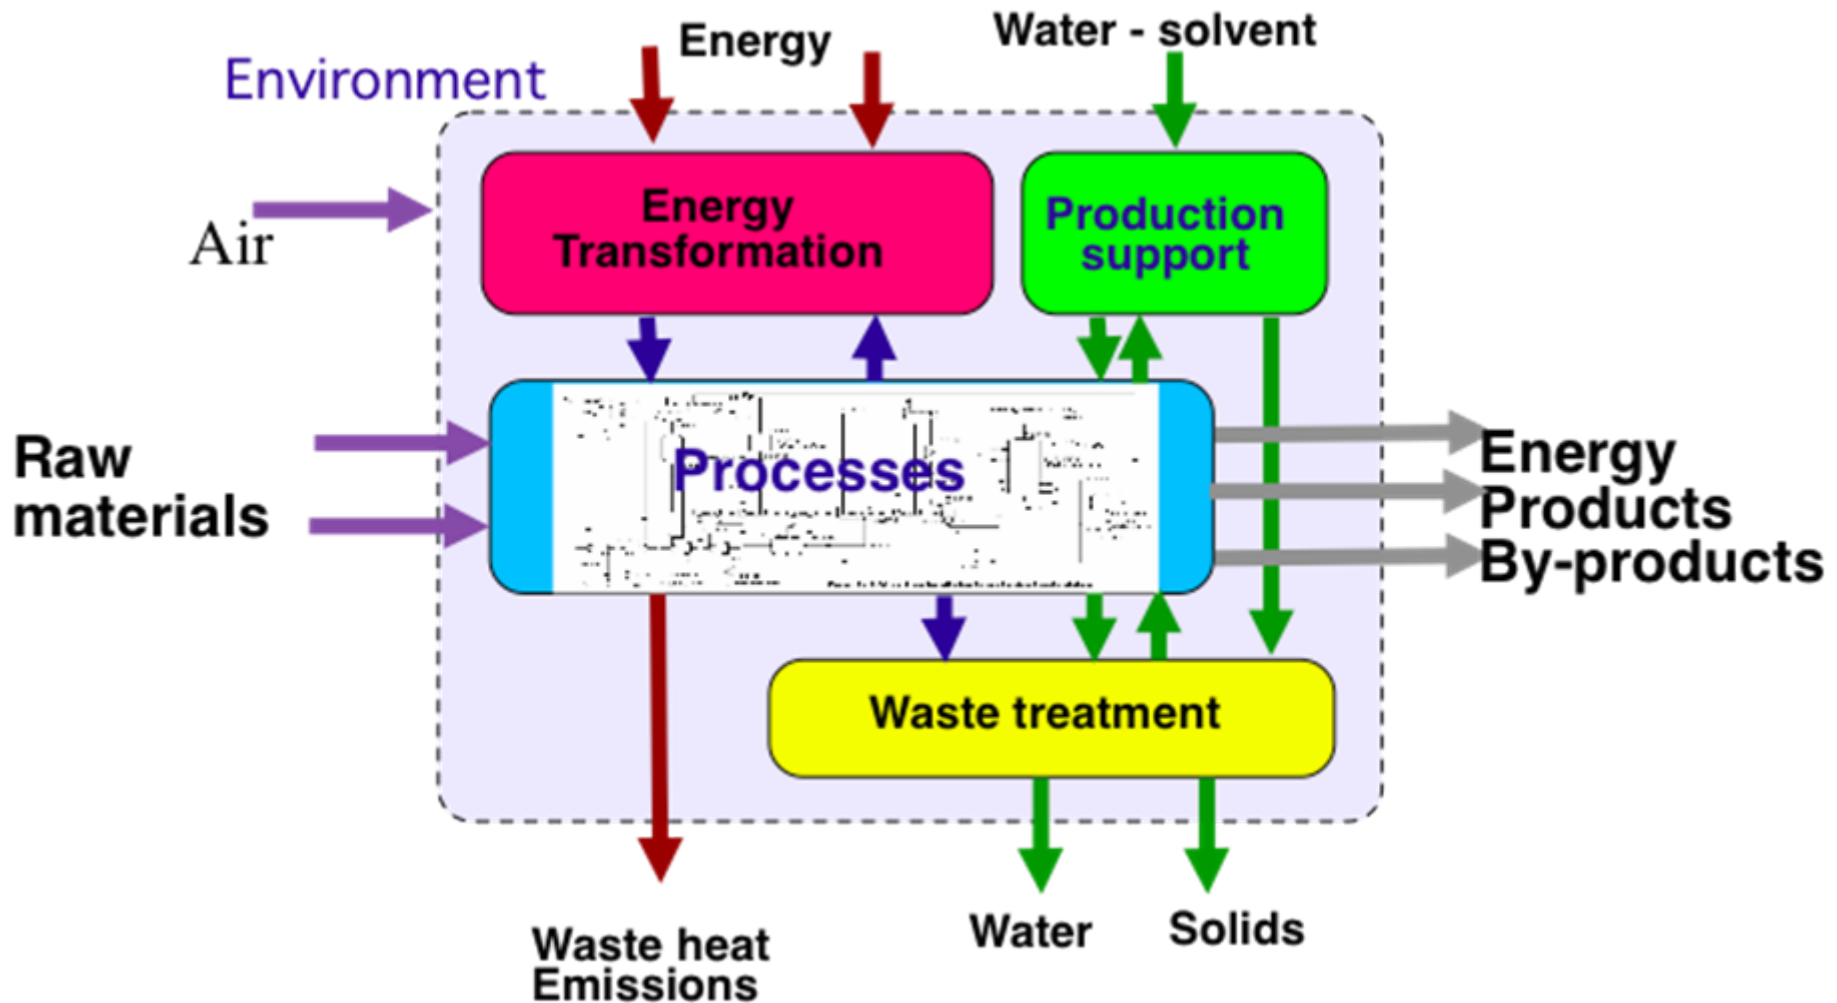 Energy
Water - solvent
Environment
Air
Energy
Transformation
Production
support
Raw
materials
Processes
Energy
Products
By-products
Waste treatment
Waste heat
Emissions
Water
Solids